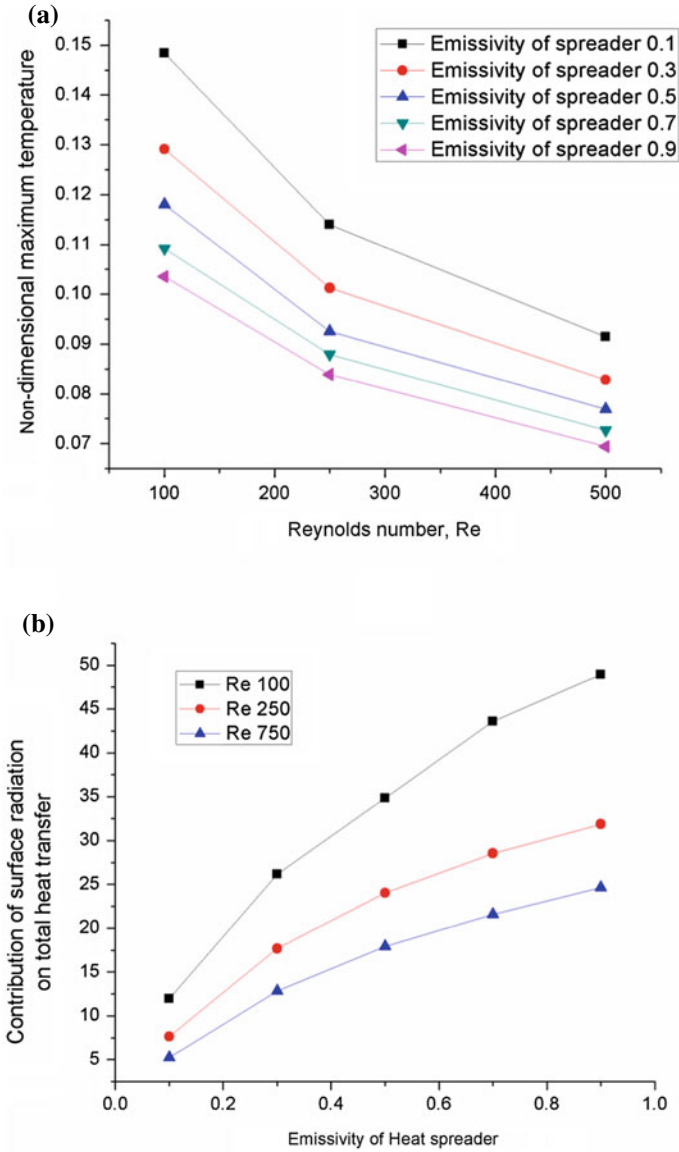 (a)
0.15
0.14
0.13
0.12
0.11
0.10
0.09
0.08
0.07
Non-dimensional maximum temperature
Emissivity of spreader 0.1
Emissivity of spreader 0.3
Emissivity of spreader 0.5
Emissivity of spreader 0.7
Emissivity of spreader 0.9
100 200 300 400 500
Reynolds number, Re
(b)
50
45
40
35
30
25
20
15
10
5
Contribution of surface radiation
on total heat transfer
Re 100
Re 250
Re 750
0.0 0.2 0.4 0.6 0.8 1.0
Emissivity of Heat spreader